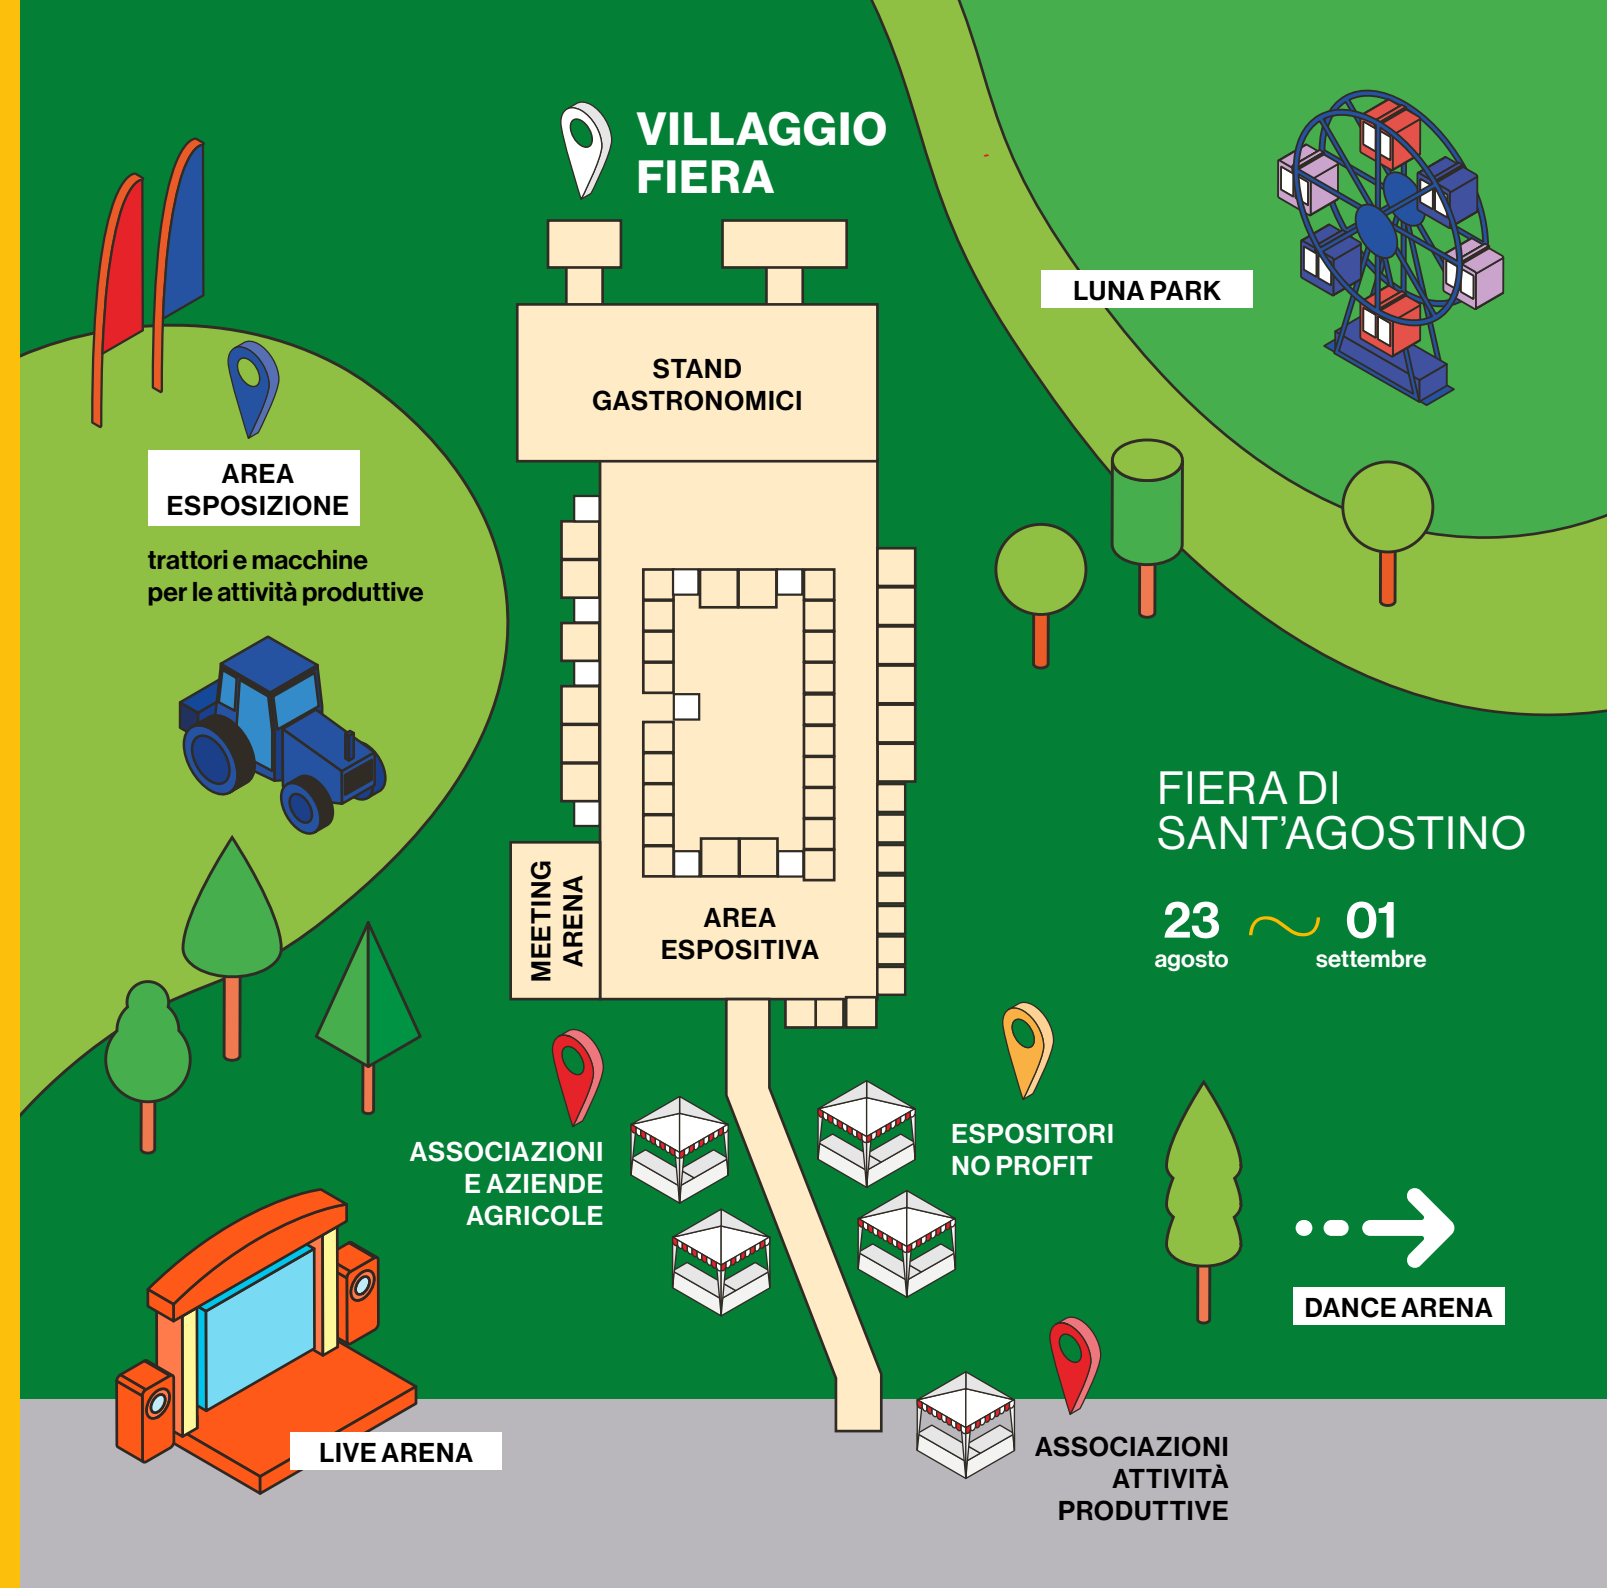 VILLAGGIO
FIERA
LUNA PARK
STAND
GASTRONOMICI
AREA
ESPOSIZIONE
trattori e macchine
per le attività produttive
FIERA DI
SANT'AGOSTINO
23 ~ 01
agosto settembre
MEETING
ARENA
AREA
ESPOSITIVA
ASSOCIAZIONI
E AZIENDE
AGRICOLE
ESPOSITORI
NO PROFIT
DANCE ARENA
LIVE ARENA
ASSOCIAZIONI
ATTIVITÀ
PRODUTTIVE